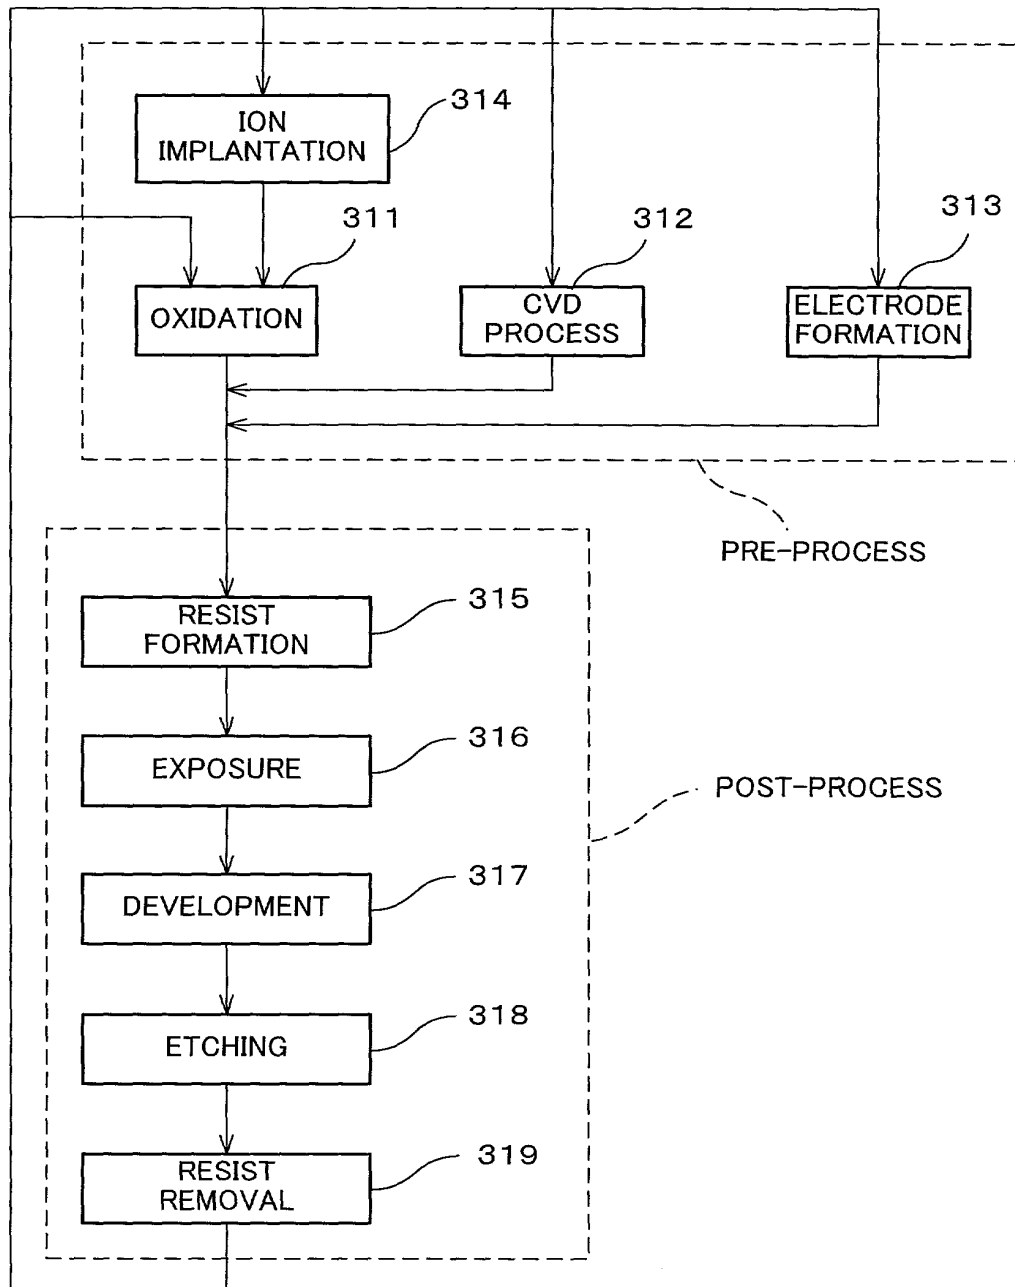 314
ION
IMPLANTATION
311
312
313
OXIDATION
CVD
PROCESS
ELECTRODE
FORMATION
PRE-PROCESS
315
RESIST
FORMATION
316
EXPOSURE
POST-PROCESS
317
DEVELOPMENT
318
ETCHING
319
RESIST
REMOVAL